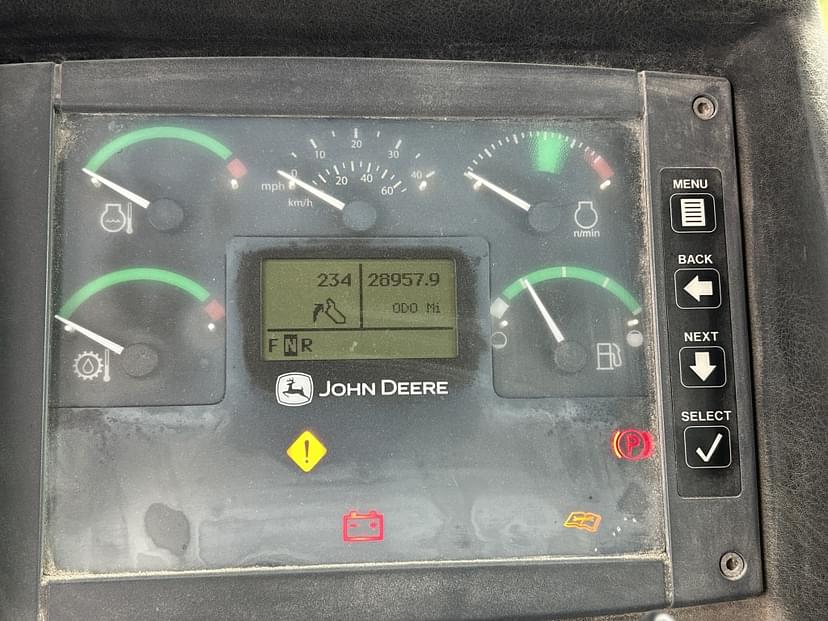 MENU
BACK
NEXT
SELECT
0 10 20 30 40
mph
20 40 60
km/h
n/min
234 28957.9
ODO Mi
F N R
JOHN DEERE
!
P